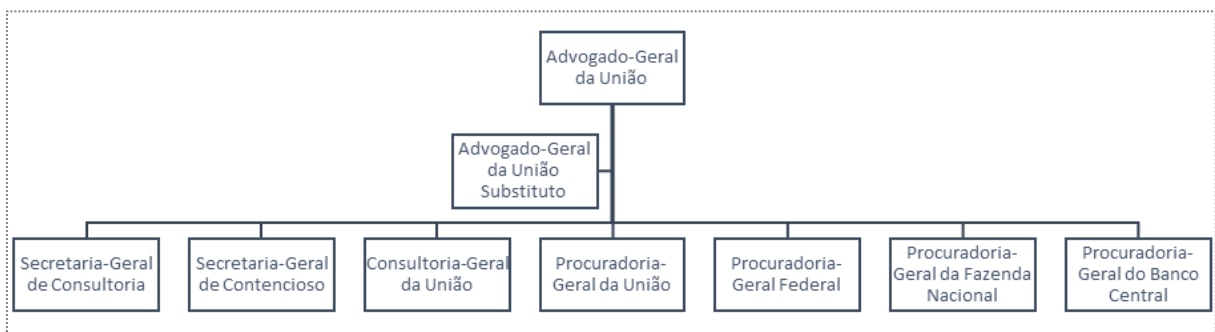 Advogado-Geral
da União
Advogado-Geral
da União
Substituto
Secretaria-Geral
de Consultoria
Secretaria-Geral
de Contencioso
Consultoria-Geral
da União
Procuradoria-
Geral da União
Procuradoria-
Geral Federal
Procuradoria-
Geral da Fazenda
Nacional
Procuradoria-
Geral do Banco
Central